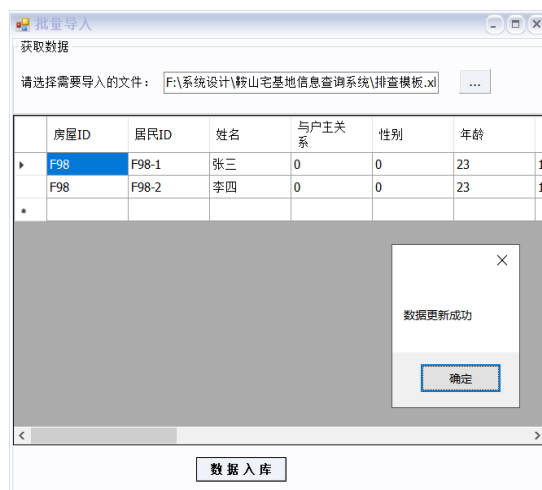 批量导入
获取数据
请选择需要导入的文件： F:\系统设计\鞍山宅基地信息查询系统\排查模板.xl ...
房屋ID 居民ID 姓名 与户主关系 性别 年龄
F98 F98-1 张三 0 0 23 1
F98 F98-2 李四 0 0 23 1
数据更新成功
确定
数据入库